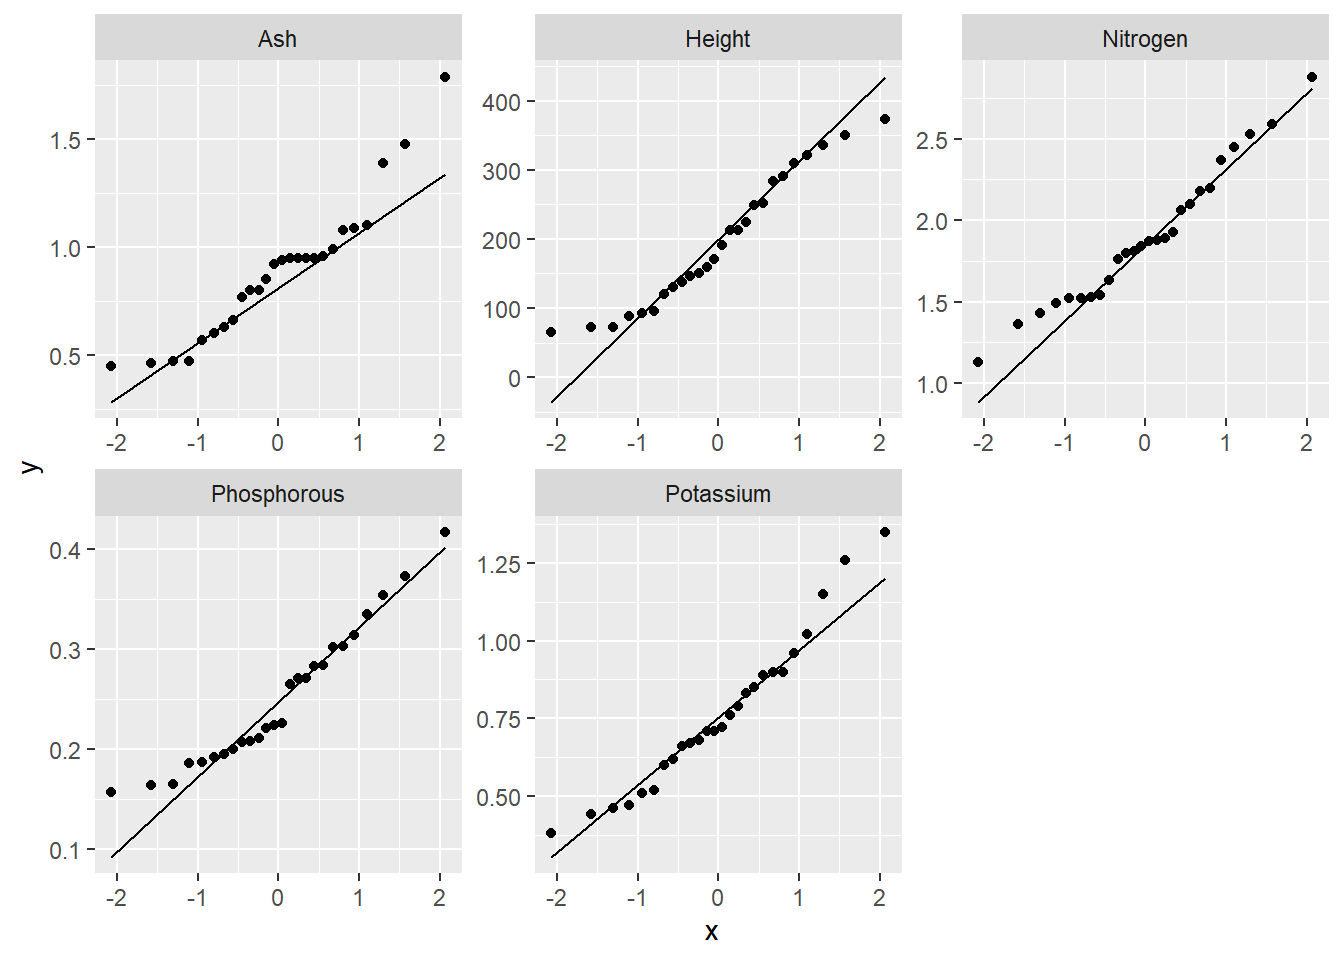 Ash Height Nitrogen
1.5 400 2.5
1.0 300 2.0
0.5 200 1.5
100 1.0
0
-2 -1 0 1 2 -2 -1 0 1 2 -2 -1 0 1 2
y
Phosphorous Potassium
0.4 1.25
0.3 1.00
0.2 0.75
0.1 0.50
-2 -1 0 1 2 -2 -1 0 1 2
x